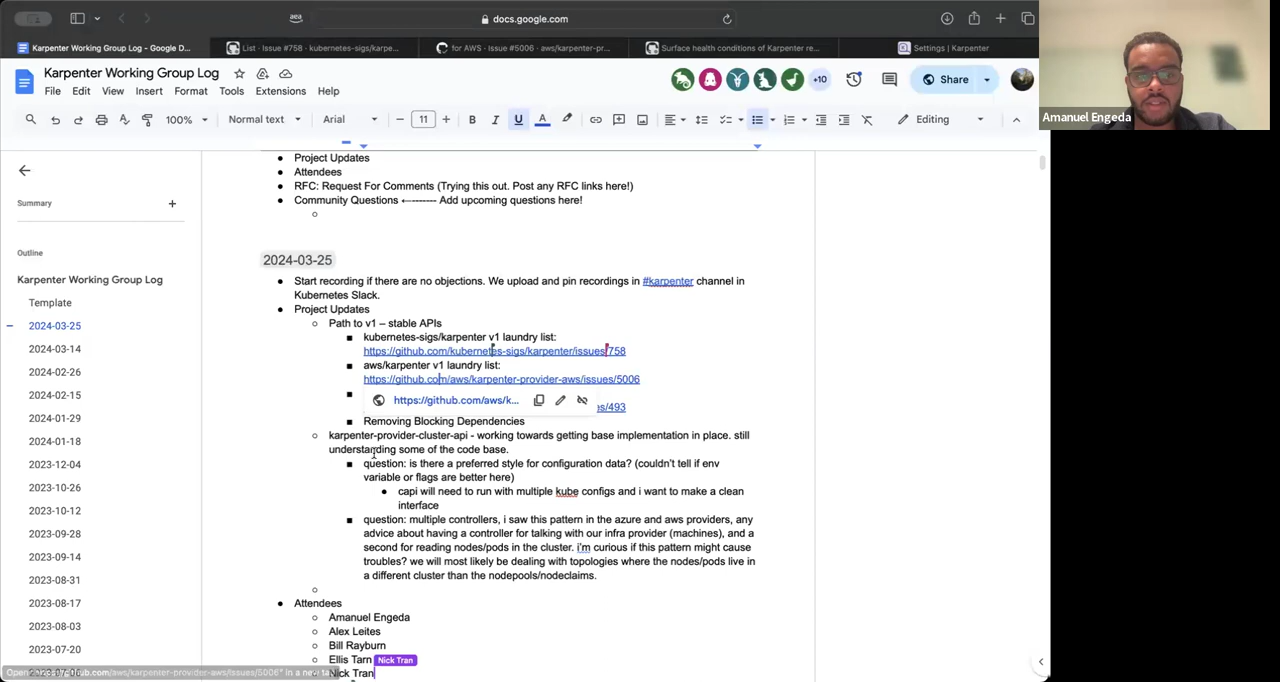 docs.google.com
Karpenter Working Group Log - Google D...
List · Issue #758 · kubernetes-sigs/karpe...
for AWS · Issue #5006 · aws/karpenter-pr...
Surface health conditions of Karpenter re...
Settings | Karpenter
Amanuel Engeda
Karpenter Working Group Log
+10
Share
File Edit View Insert Format Tools Extensions Help
100% Normal text Arial 11 B I U A Editing
Summary
Outline
Karpenter Working Group Log
Template
2024-03-25
2024-03-14
2024-02-26
2024-02-15
2024-01-29
2024-01-18
2023-12-04
2023-10-26
2023-10-12
2023-09-28
2023-09-14
2023-08-31
2023-08-17
2023-08-03
2023-07-20
Project Updates
Attendees
RFC: Request For Comments (Trying this out. Post any RFC links here!)
Community Questions ←------- Add upcoming questions here!
2024-03-25
Start recording if there are no objections. We upload and pin recordings in #karpenter channel in
Kubernetes Slack.
Project Updates
Path to v1 – stable APIs
kubernetes-sigs/karpenter v1 laundry list:
https://github.com/kubernetes-sigs/karpenter/issues/758
aws/karpenter v1 laundry list:
https://github.com/aws/karpenter-provider-aws/issues/5006
https://github.com/aws/k...
es/493
Removing Blocking Dependencies
karpenter-provider-cluster-api - working towards getting base implementation in place. still
understanding some of the code base.
question: is there a preferred style for configuration data? (couldn't tell if env
variable or flags are better here)
capi will need to run with multiple kube configs and i want to make a clean
interface
question: multiple controllers, i saw this pattern in the azure and aws providers, any
advice about having a controller for talking with our infra provider (machines), and a
second for reading nodes/pods in the cluster. i'm curious if this pattern might cause
troubles? we will most likely be dealing with topologies where the nodes/pods live in
a different cluster than the nodepools/nodeclaims.
Attendees
Amanuel Engeda
Alex Leites
Bill Rayburn
Ellis Tarn
Nick Tran
Nick Tran